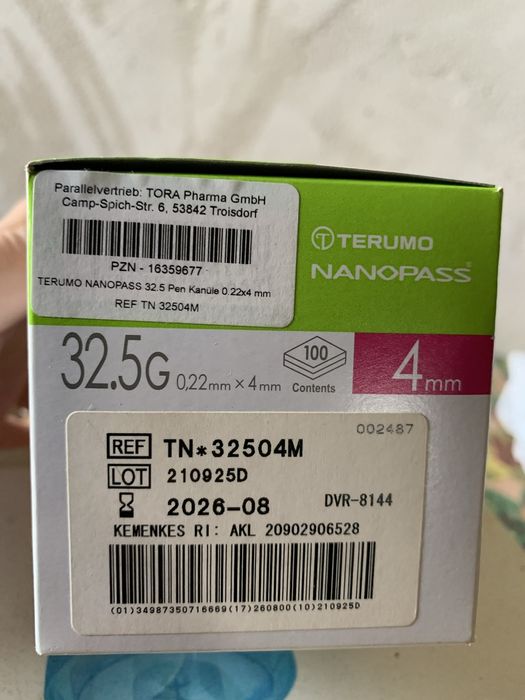 Parallelvertrieb: TORA Pharma GmbH
Camp-Spich-Str. 6, 53842 Troisdorf
PZN - 16359677
TERUMO NANOPASS 32.5 Pen Kanüle 0.22x4 mm
REF TN 32504M
TERUMO
NANOPASS®
32.5G 0,22mm × 4mm
100
Contents
4mm
002487
REF TN*32504M
LOT 210925D
2026-08 DVR-8144
KEMENKES RI: AKL 20902906528
(01)34987350716669(17)260800(10)210925D